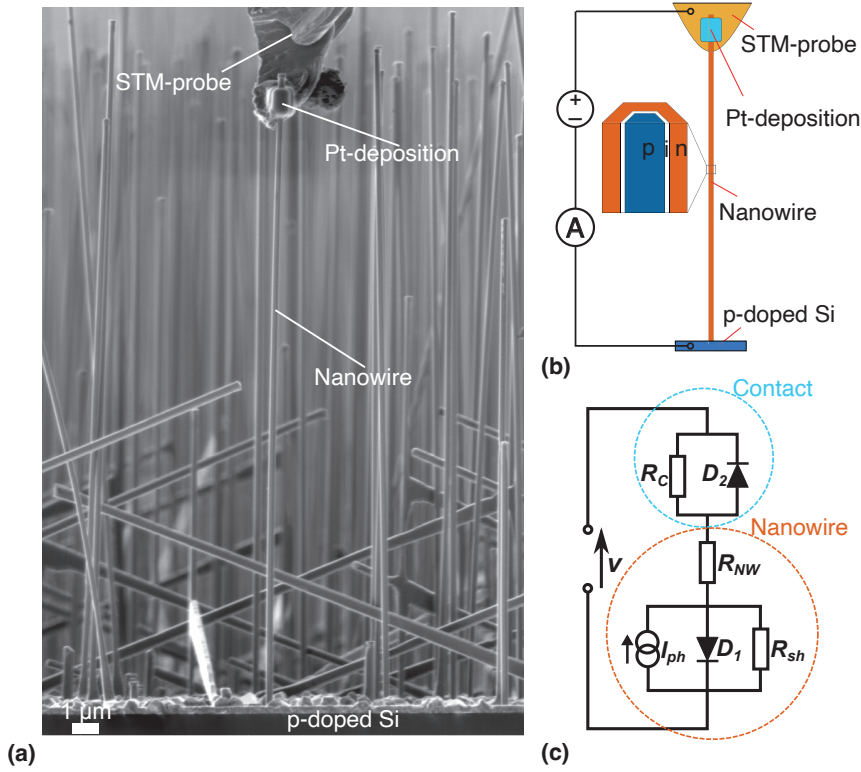 STM-probe
Pt-deposition
Nanowire
1 µm
p-doped Si
(a)
STM-probe
Pt-deposition
+
−
p i n
A
Nanowire
p-doped Si
(b)
Contact
R_C
D_2
Nanowire
R_NW
v
I_ph
D_1
R_sh
(c)